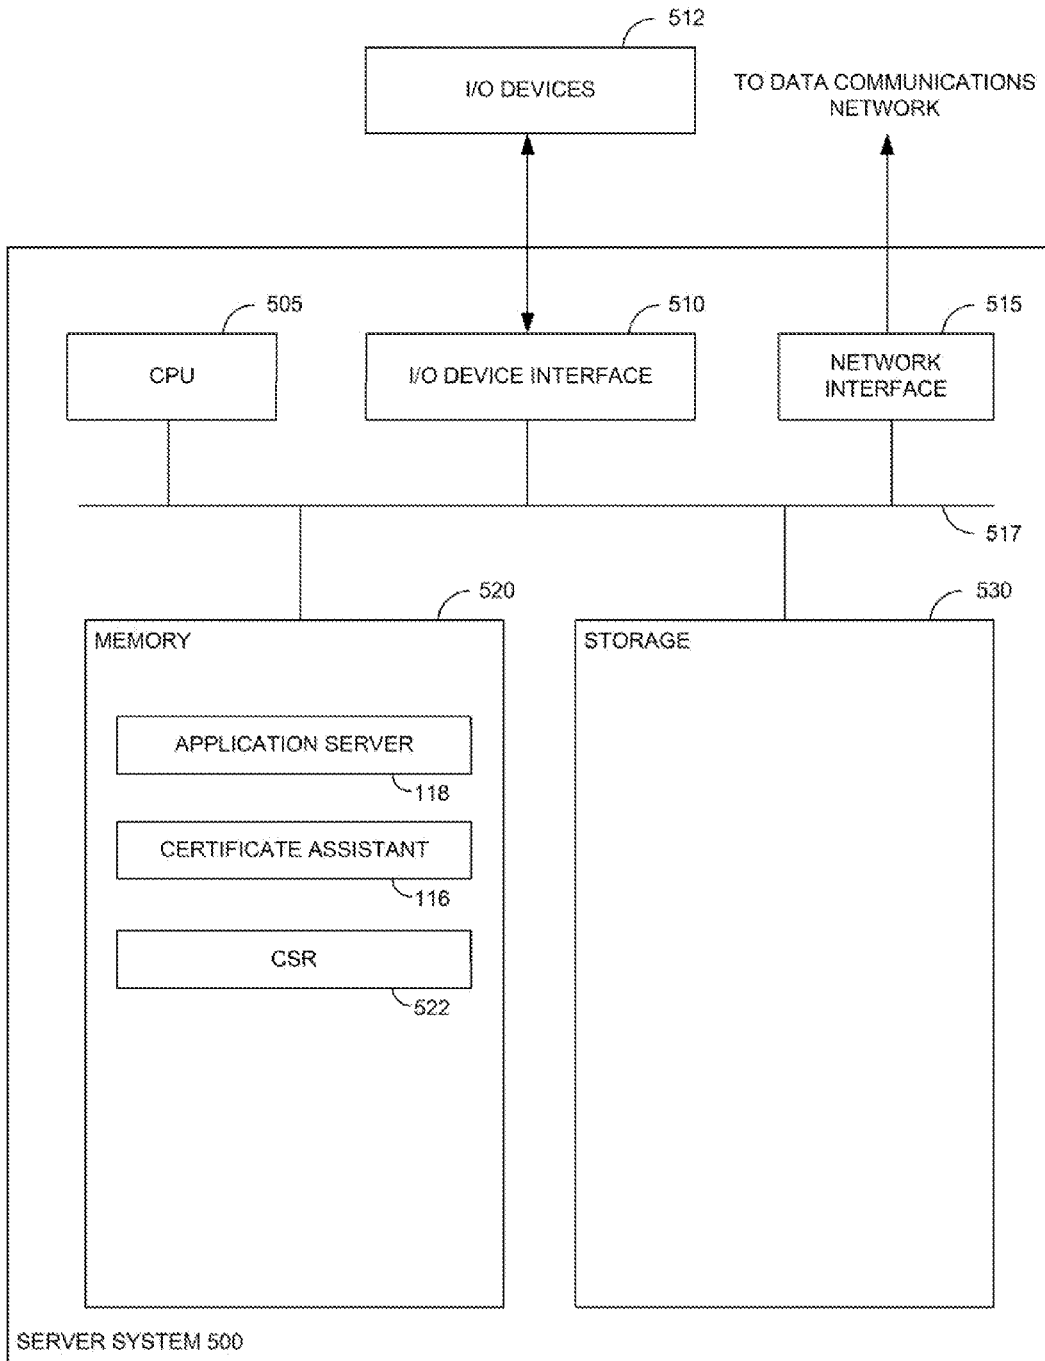 512
I/O DEVICES
TO DATA COMMUNICATIONS
NETWORK
505
510
515
CPU
I/O DEVICE INTERFACE
NETWORK
INTERFACE
517
520
530
MEMORY
STORAGE
APPLICATION SERVER
118
CERTIFICATE ASSISTANT
116
CSR
522
SERVER SYSTEM 500